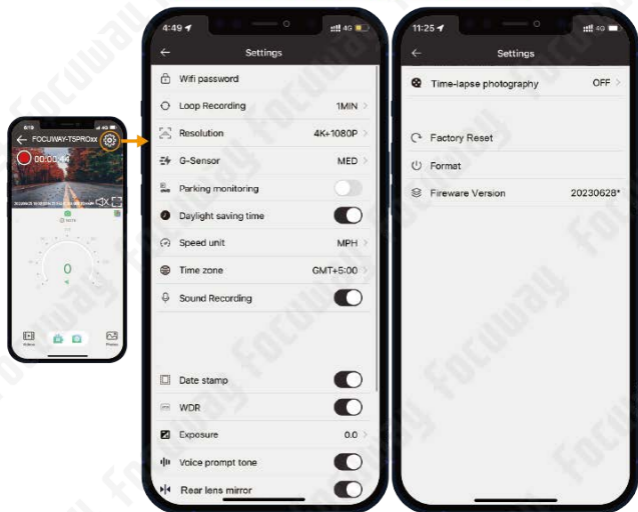 FOCUWAY-T5PROxx
00:00:44
0
Videos
Photos
4:49
4G
Settings
Wifi password
Loop Recording 1MIN
Resolution 4K+1080P
G-Sensor MED
Parking monitoring
Daylight saving time
Speed unit MPH
Time zone GMT+5:00
Sound Recording
Date stamp
WDR
Exposure 0.0
Voice prompt tone
Rear lens mirror
11:25
4G
Settings
Time-lapse photography OFF
Factory Reset
Format
Fireware Version 20230628*
Focuway